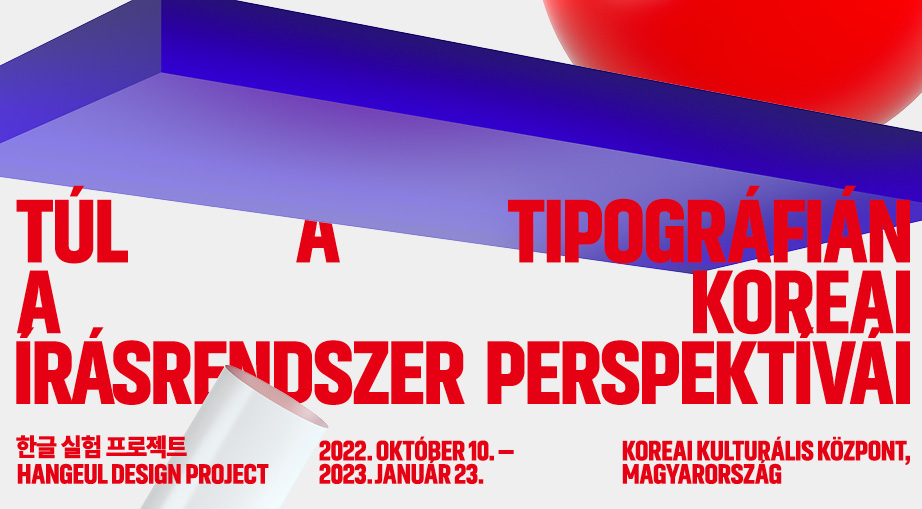 TÚL A TIPOGRÁFIÁN
A KOREAI
ÍRÁSRENDSZER PERSPEKTÍVÁI
한글 실험 프로젝트
HANGEUL DESIGN PROJECT
2022. OKTÓBER 10. –
2023. JANUÁR 23.
KOREAI KULTURÁLIS KÖZPONT,
MAGYARORSZÁG